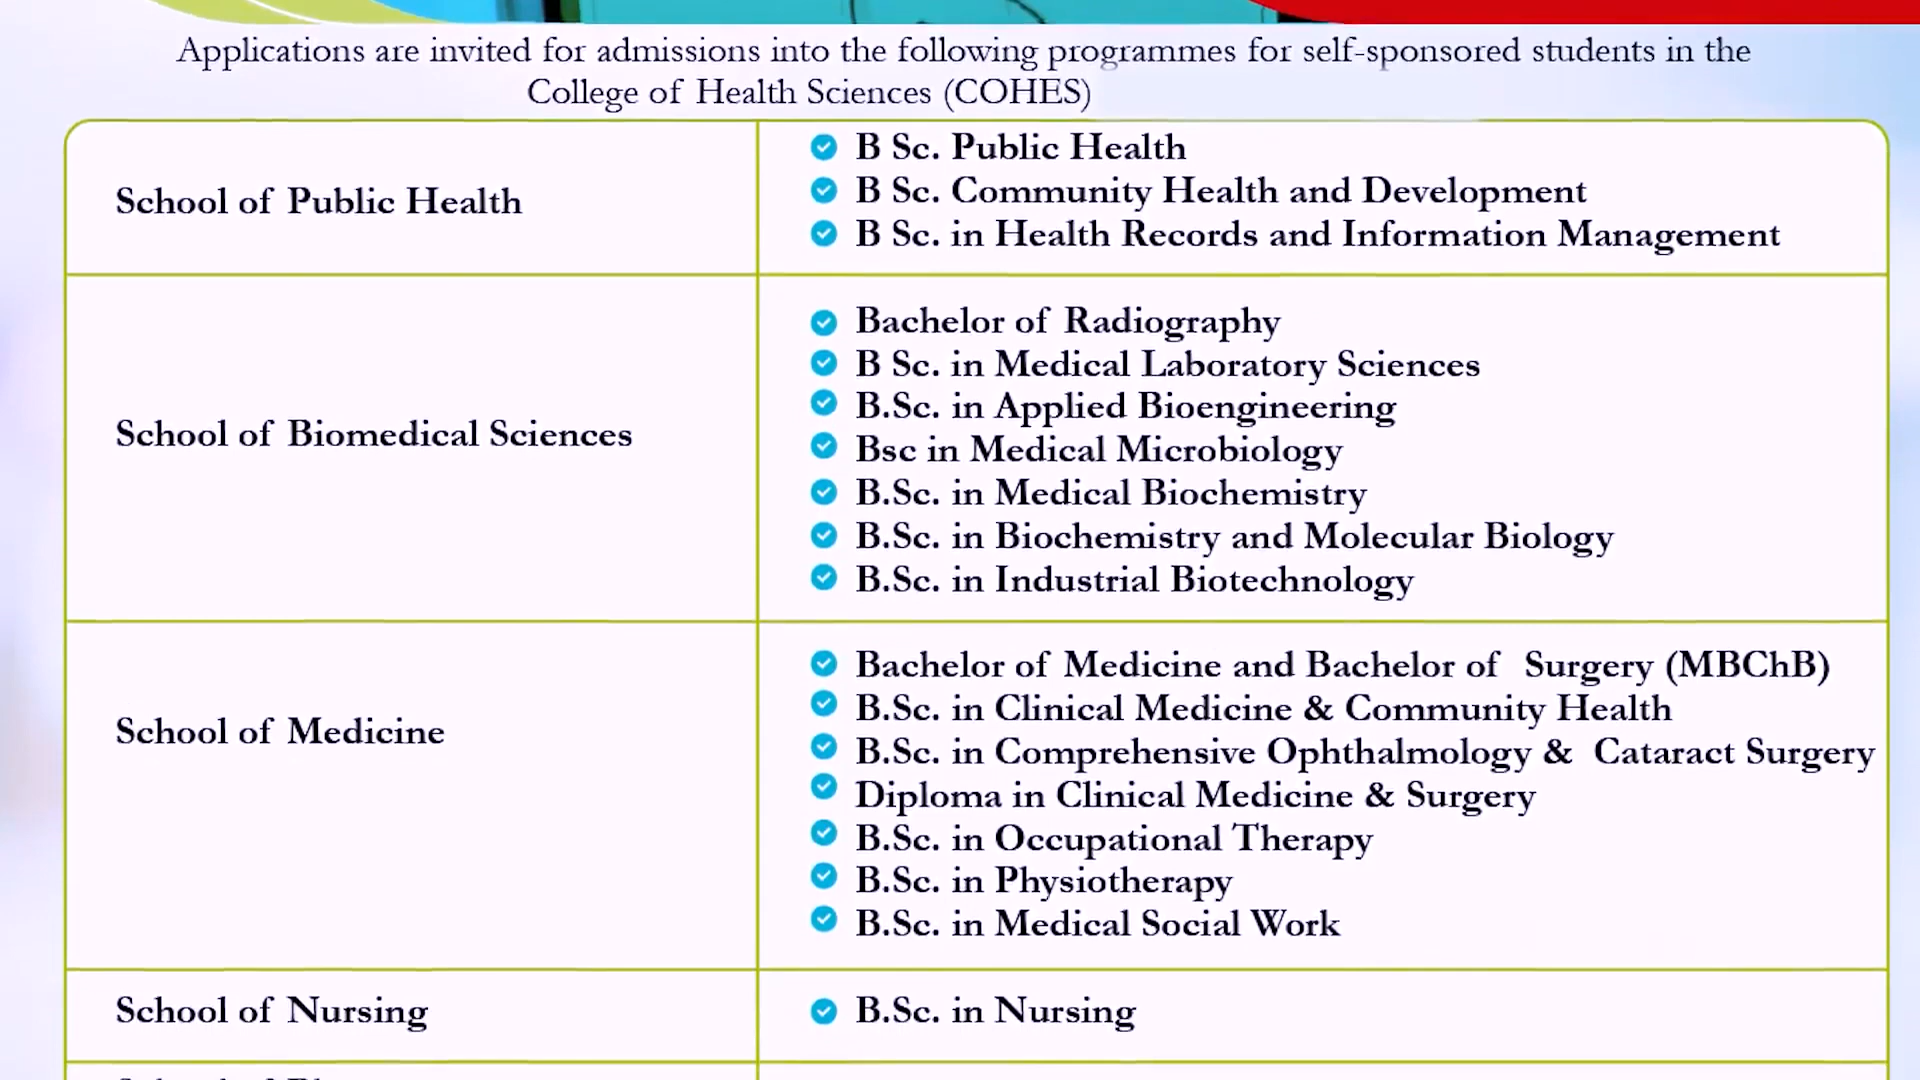 Applications are invited for admissions into the following programmes for self-sponsored students in the
College of Health Sciences (COHES)
School of Public Health
B Sc. Public Health
B Sc. Community Health and Development
B Sc. in Health Records and Information Management
School of Biomedical Sciences
Bachelor of Radiography
B Sc. in Medical Laboratory Sciences
B.Sc. in Applied Bioengineering
Bsc in Medical Microbiology
B.Sc. in Medical Biochemistry
B.Sc. in Biochemistry and Molecular Biology
B.Sc. in Industrial Biotechnology
School of Medicine
Bachelor of Medicine and Bachelor of Surgery (MBChB)
B.Sc. in Clinical Medicine & Community Health
B.Sc. in Comprehensive Ophthalmology & Cataract Surgery
Diploma in Clinical Medicine & Surgery
B.Sc. in Occupational Therapy
B.Sc. in Physiotherapy
B.Sc. in Medical Social Work
School of Nursing
B.Sc. in Nursing